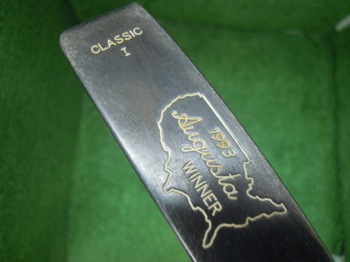 CLASSIC
I
1993
Augusta
WINNER